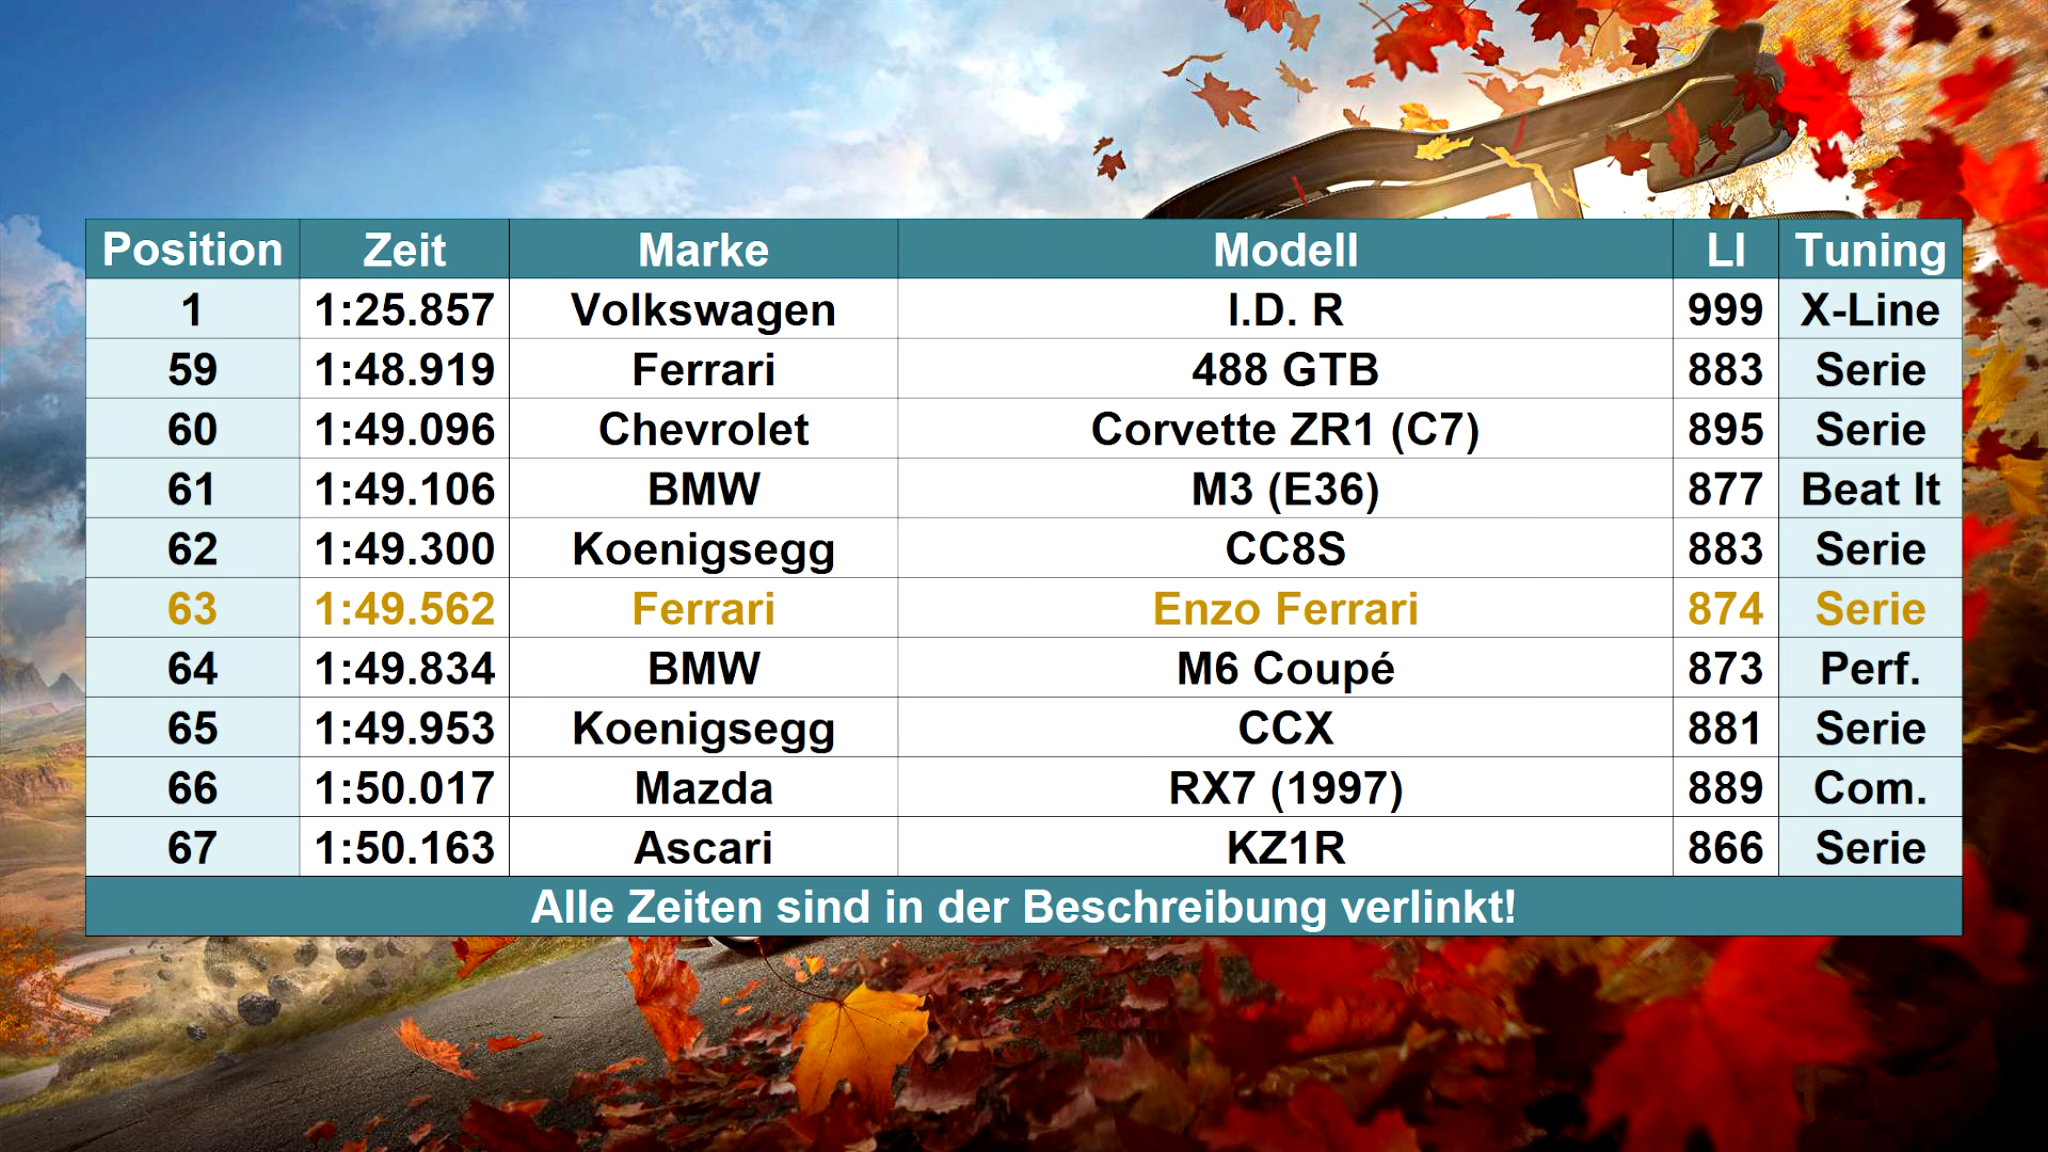 Position Zeit Marke Modell LI Tuning
1 1:25.857 Volkswagen I.D. R 999 X-Line
59 1:48.919 Ferrari 488 GTB 883 Serie
60 1:49.096 Chevrolet Corvette ZR1 (C7) 895 Serie
61 1:49.106 BMW M3 (E36) 877 Beat It
62 1:49.300 Koenigsegg CC8S 883 Serie
63 1:49.562 Ferrari Enzo Ferrari 874 Serie
64 1:49.834 BMW M6 Coupé 873 Perf.
65 1:49.953 Koenigsegg CCX 881 Serie
66 1:50.017 Mazda RX7 (1997) 889 Com.
67 1:50.163 Ascari KZ1R 866 Serie
Alle Zeiten sind in der Beschreibung verlinkt!